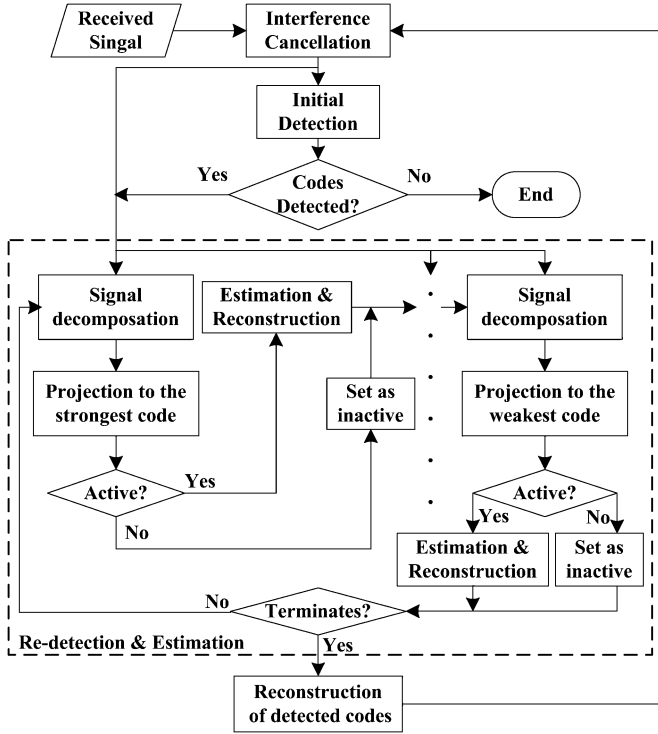 Received
Singal
Interference
Cancellation
Initial
Detection
Yes
Codes
Detected?
No
End
Signal
decomposation
Estimation &
Reconstruction
Signal
decomposation
Projection to the
strongest code
Set as
inactive
Projection to the
weakest code
Active?
Yes
No
Active?
Yes
No
Estimation &
Reconstruction
Set as
inactive
No
Terminates?
Re-detection & Estimation
Yes
Reconstruction
of detected codes